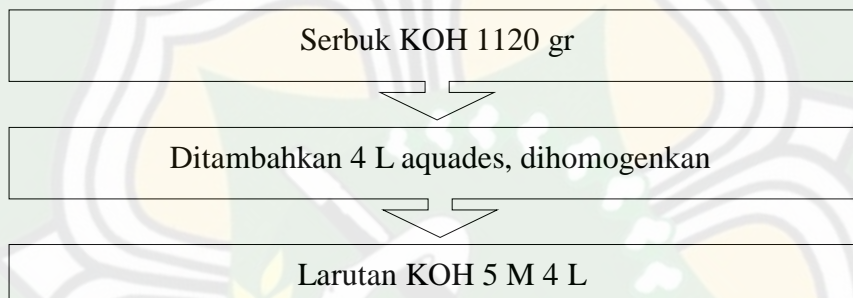 Serbuk KOH 1120 gr
Ditambahkan 4 L aquades, dihomogenkan
Larutan KOH 5 M 4 L